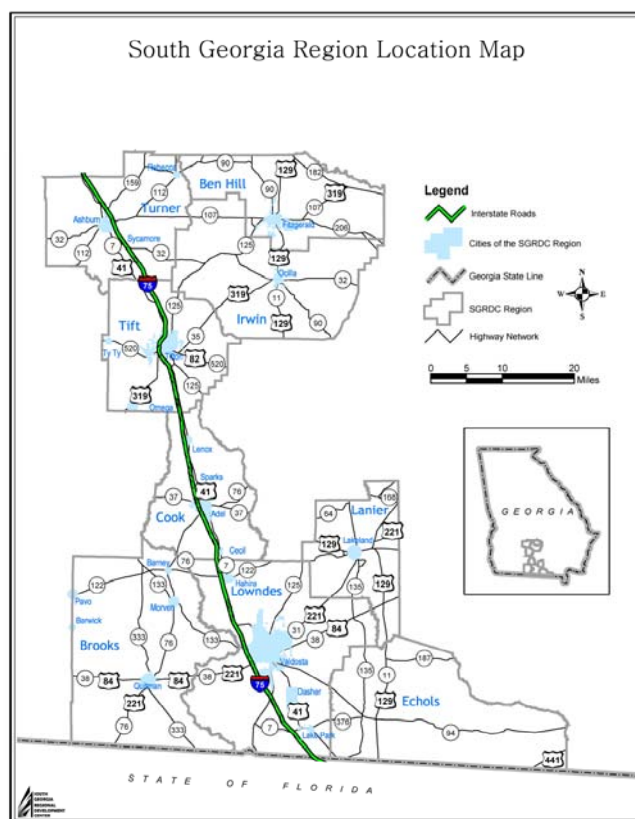 South Georgia Region Location Map
Rebecca
159
112
Turner
Ben Hill
90
129
182
90
319
107
Ashburn
107
Fitzgerald
206
32
7
Sycamore
125
112
41
32
129
Ocilla
32
75
125
319
11
Irwin
129
90
Tift
35
Ty Ty
520
Tifton
82
520
125
319
Omega
Lenox
Sparks
41
76
37
37
Cook
Adel
168
Lanier
64
221
129
Lakeland
Cecil
Barney
76
7
122
129
122
133
Hahira
125
135
Pavo
Lowndes
Morven
221
Berwick
31
84
333
133
38
Brooks
76
Valdosta
187
38
84
84
38
221
135
11
Quitman
75
Dasher
Echols
221
41
129
76
333
7
Lake Park
376
94
441
STATE OF FLORIDA
Legend
Interstate Roads
Cities of the SGRDC Region
Georgia State Line
SGRDC Region
Highway Network
N
W E
S
0 5 10 20
Miles
GEORGIA
SOUTH
GEORGIA
REGIONAL
DEVELOPMENT
CENTER